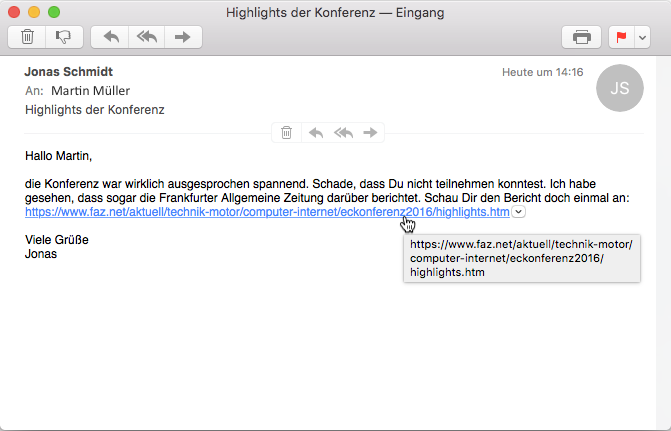 Highlights der Konferenz — Eingang
Jonas Schmidt
Heute um 14:16
JS
An: Martin Müller
Highlights der Konferenz
Hallo Martin,
die Konferenz war wirklich ausgesprochen spannend. Schade, dass Du nicht teilnehmen konntest. Ich habe
gesehen, dass sogar die Frankfurter Allgemeine Zeitung darüber berichtet. Schau Dir den Bericht doch einmal an:
https://www.faz.net/aktuell/technik-motor/computer-internet/eckonferenz2016/highlights.htm
Viele Grüße
Jonas
https://www.faz.net/aktuell/technik-motor/
computer-internet/eckonferenz2016/
highlights.htm